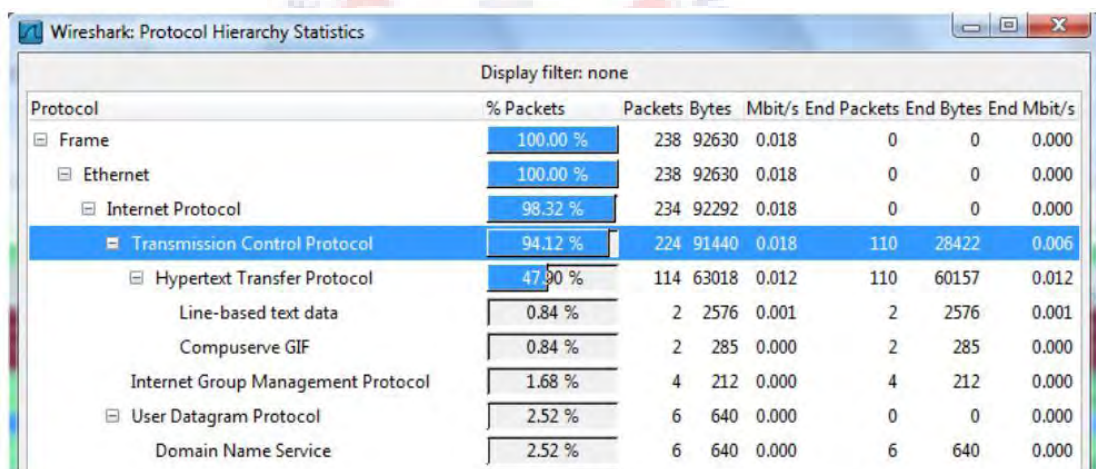 Wireshark: Protocol Hierarchy Statistics
Display filter: none
Protocol % Packets Packets Bytes Mbit/s End Packets End Bytes End Mbit/s
Frame 100.00 % 238 92630 0.018 0 0 0.000
Ethernet 100.00 % 238 92630 0.018 0 0 0.000
Internet Protocol 98.32 % 234 92292 0.018 0 0 0.000
Transmission Control Protocol 94.12 % 224 91440 0.018 110 28422 0.006
Hypertext Transfer Protocol 47.90 % 114 63018 0.012 110 60157 0.012
Line-based text data 0.84 % 2 2576 0.001 2 2576 0.001
Compuserve GIF 0.84 % 2 285 0.000 2 285 0.000
Internet Group Management Protocol 1.68 % 4 212 0.000 4 212 0.000
User Datagram Protocol 2.52 % 6 640 0.000 0 0 0.000
Domain Name Service 2.52 % 6 640 0.000 6 640 0.000